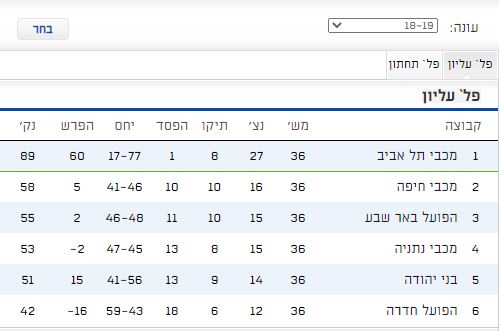 עונה: 18-19 בחר
פל' עליון פל' תחתון
פל' עליון
קבוצה מש' נצ' תיקו הפסד יחס הפרש נק'
1 מכבי תל אביב 36 27 8 1 17-77 60 89
2 מכבי חיפה 36 16 10 10 41-46 5 58
3 הפועל באר שבע 36 15 10 11 46-48 2 55
4 מכבי נתניה 36 15 8 13 47-45 2- 53
5 בני יהודה 36 14 9 13 41-56 15 51
6 הפועל חדרה 36 12 6 18 59-43 16- 42